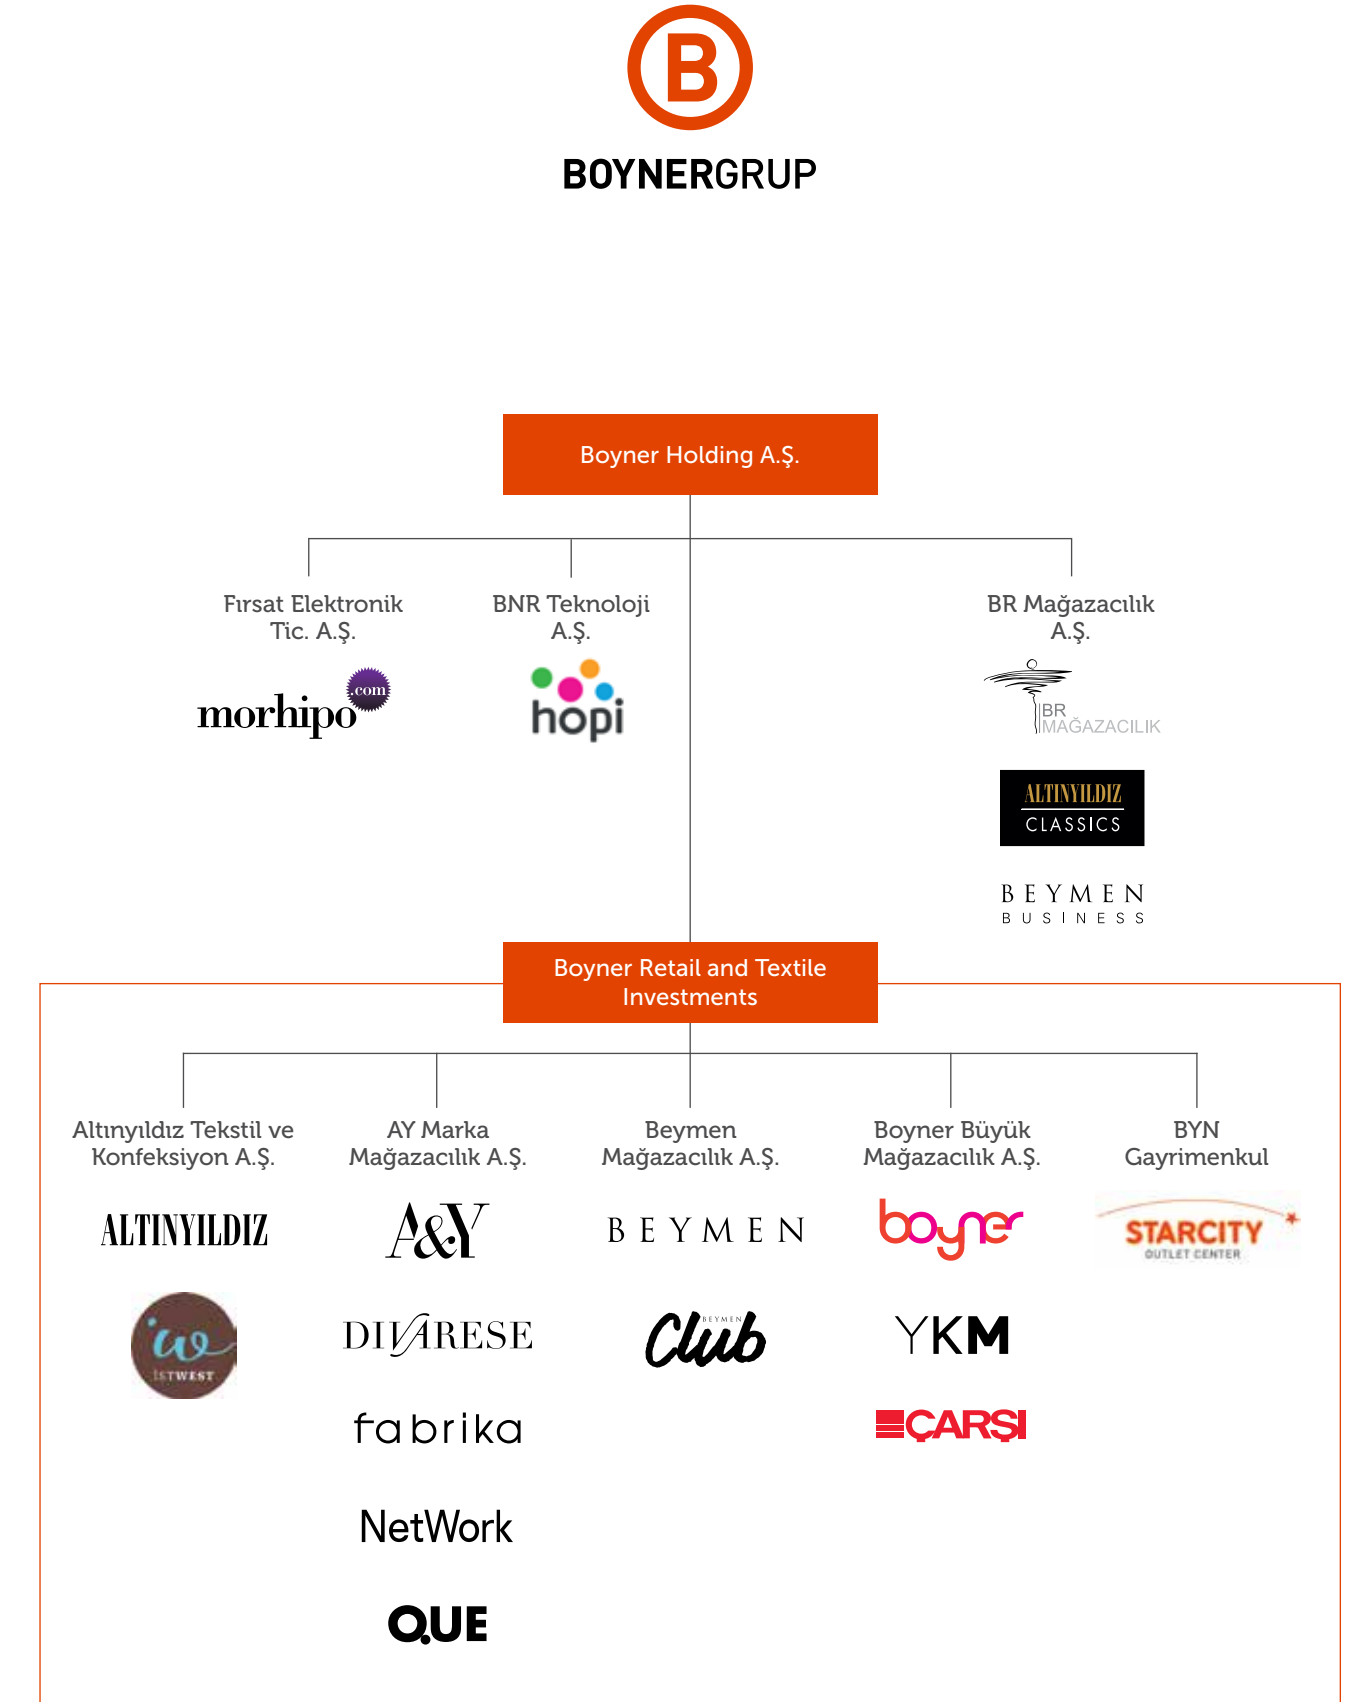 B
BOYNERGRUP
Boyner Holding A.Ş.
Fırsat Elektronik
Tic. A.Ş.
morhipo
.com
BNR Teknoloji
A.Ş.
hopi
BR Mağazacılık
A.Ş.
BR
MAĞAZACILIK
ALTINYILDIZ
CLASSICS
BEYMEN
BUSINESS
Boyner Retail and Textile
Investments
Altınyıldız Tekstil ve
Konfeksiyon A.Ş.
ALTINYILDIZ
iw
İSTWEST
AY Marka
Mağazacılık A.Ş.
A&Y
DIVARESE
fabrika
NetWork
QUE
Beymen
Mağazacılık A.Ş.
BEYMEN
BEYMEN
Club
Boyner Büyük
Mağazacılık A.Ş.
boyner
YKM
ÇARŞI
BYN
Gayrimenkul
STARCITY
OUTLET CENTER